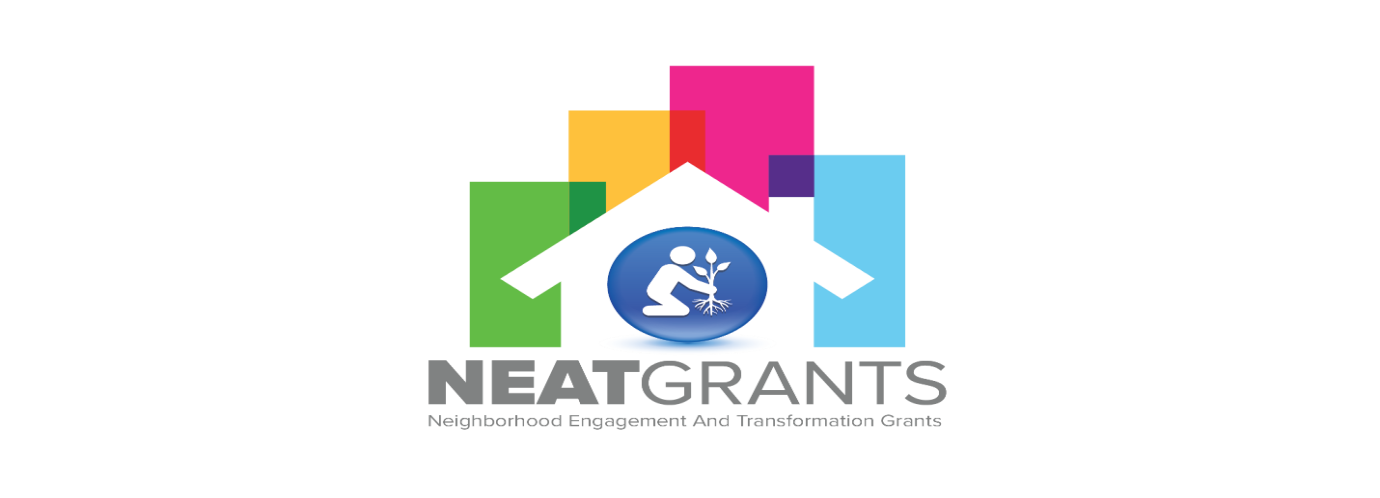 NEATGRANTS
Neighborhood Engagement And Transformation Grants